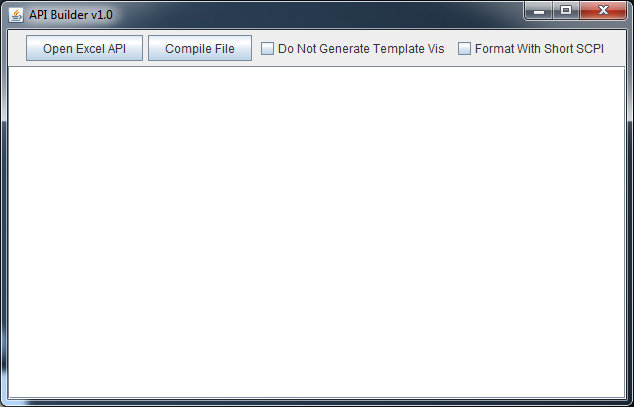 API Builder v1.0
Open Excel API Compile File Do Not Generate Template Vis Format With Short SCPI